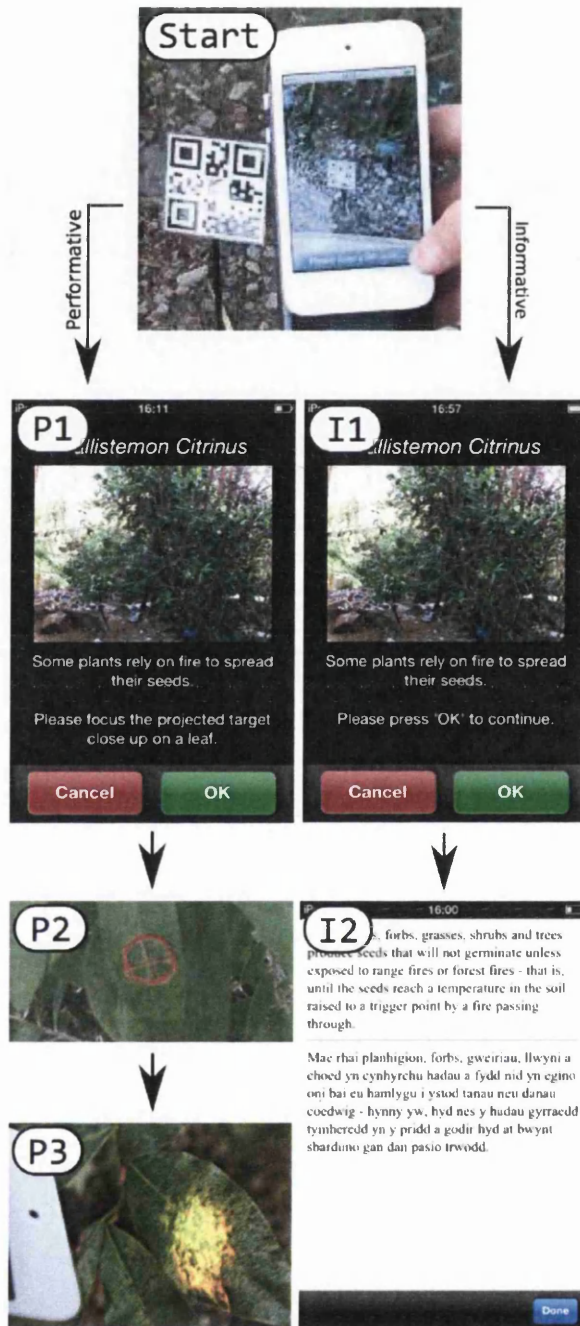 Start
Performative
Informative
P1
16:11
allistemon Citrinus
Some plants rely on fire to spread
their seeds.
Please focus the projected target
close up on a leaf.
Cancel
OK
I1
16:57
allistemon Citrinus
Some plants rely on fire to spread
their seeds.
Please press 'OK' to continue.
Cancel
OK
P2
P3
I2
16:00
forbs, grasses, shrubs and trees
produce seeds that will not germinate unless
exposed to range fires or forest fires - that is,
until the seeds reach a temperature in the soil
raised to a trigger point by a fire passing
through.
Mae rhai planhigion, forbs, gweiriau, llwyni a
choed yn cynhyrchu hadau a fydd nid yn egino
oni bai eu hamlygu i ystod tanau neu danau
coedwig - hynny yw, hyd nes y hadau gyrraedd
tymheredd yn y pridd a godir hyd at bwynt
sbarduno gan dan pasio trwodd.
Done